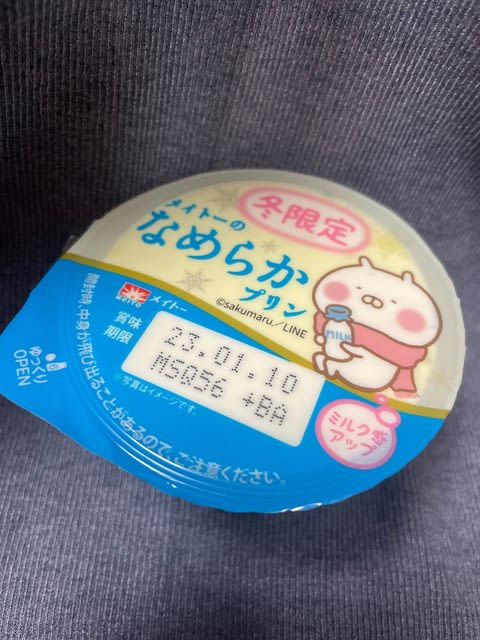 冬限定
メイトーの
なめらか
プリン
©sakumaru/LINE
MEITO メイトー
MILK
賞味
期限
23.01.10
MSQ56 +BA
写真はイメージです。
ミルク感
アップ
ゆっくり
OPEN
開封時、中身が飛び出ることがあるので、ご注意ください。